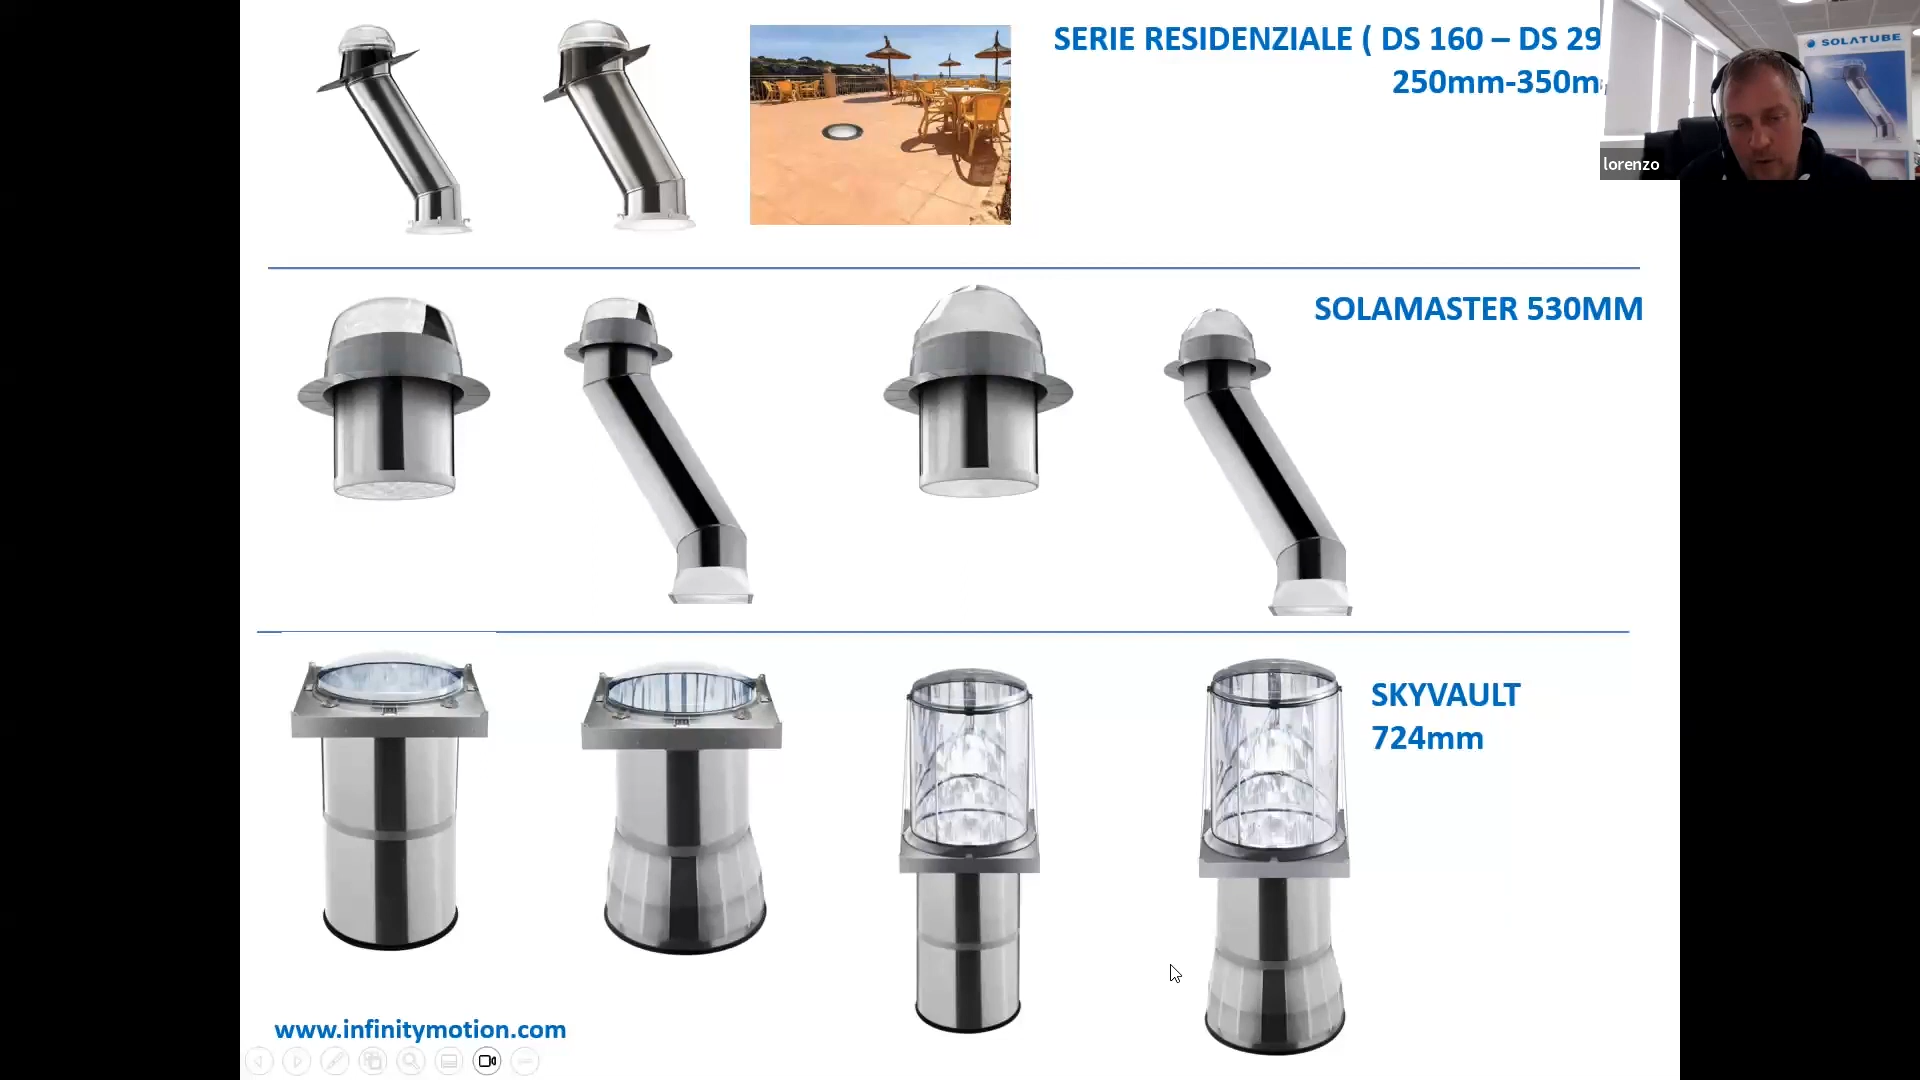 SERIE RESIDENZIALE ( DS 160 – DS 29
250mm-350m
SOLATUBE
lorenzo
SOLAMASTER 530MM
SKYVAULT
724mm
www.infinitymotion.com